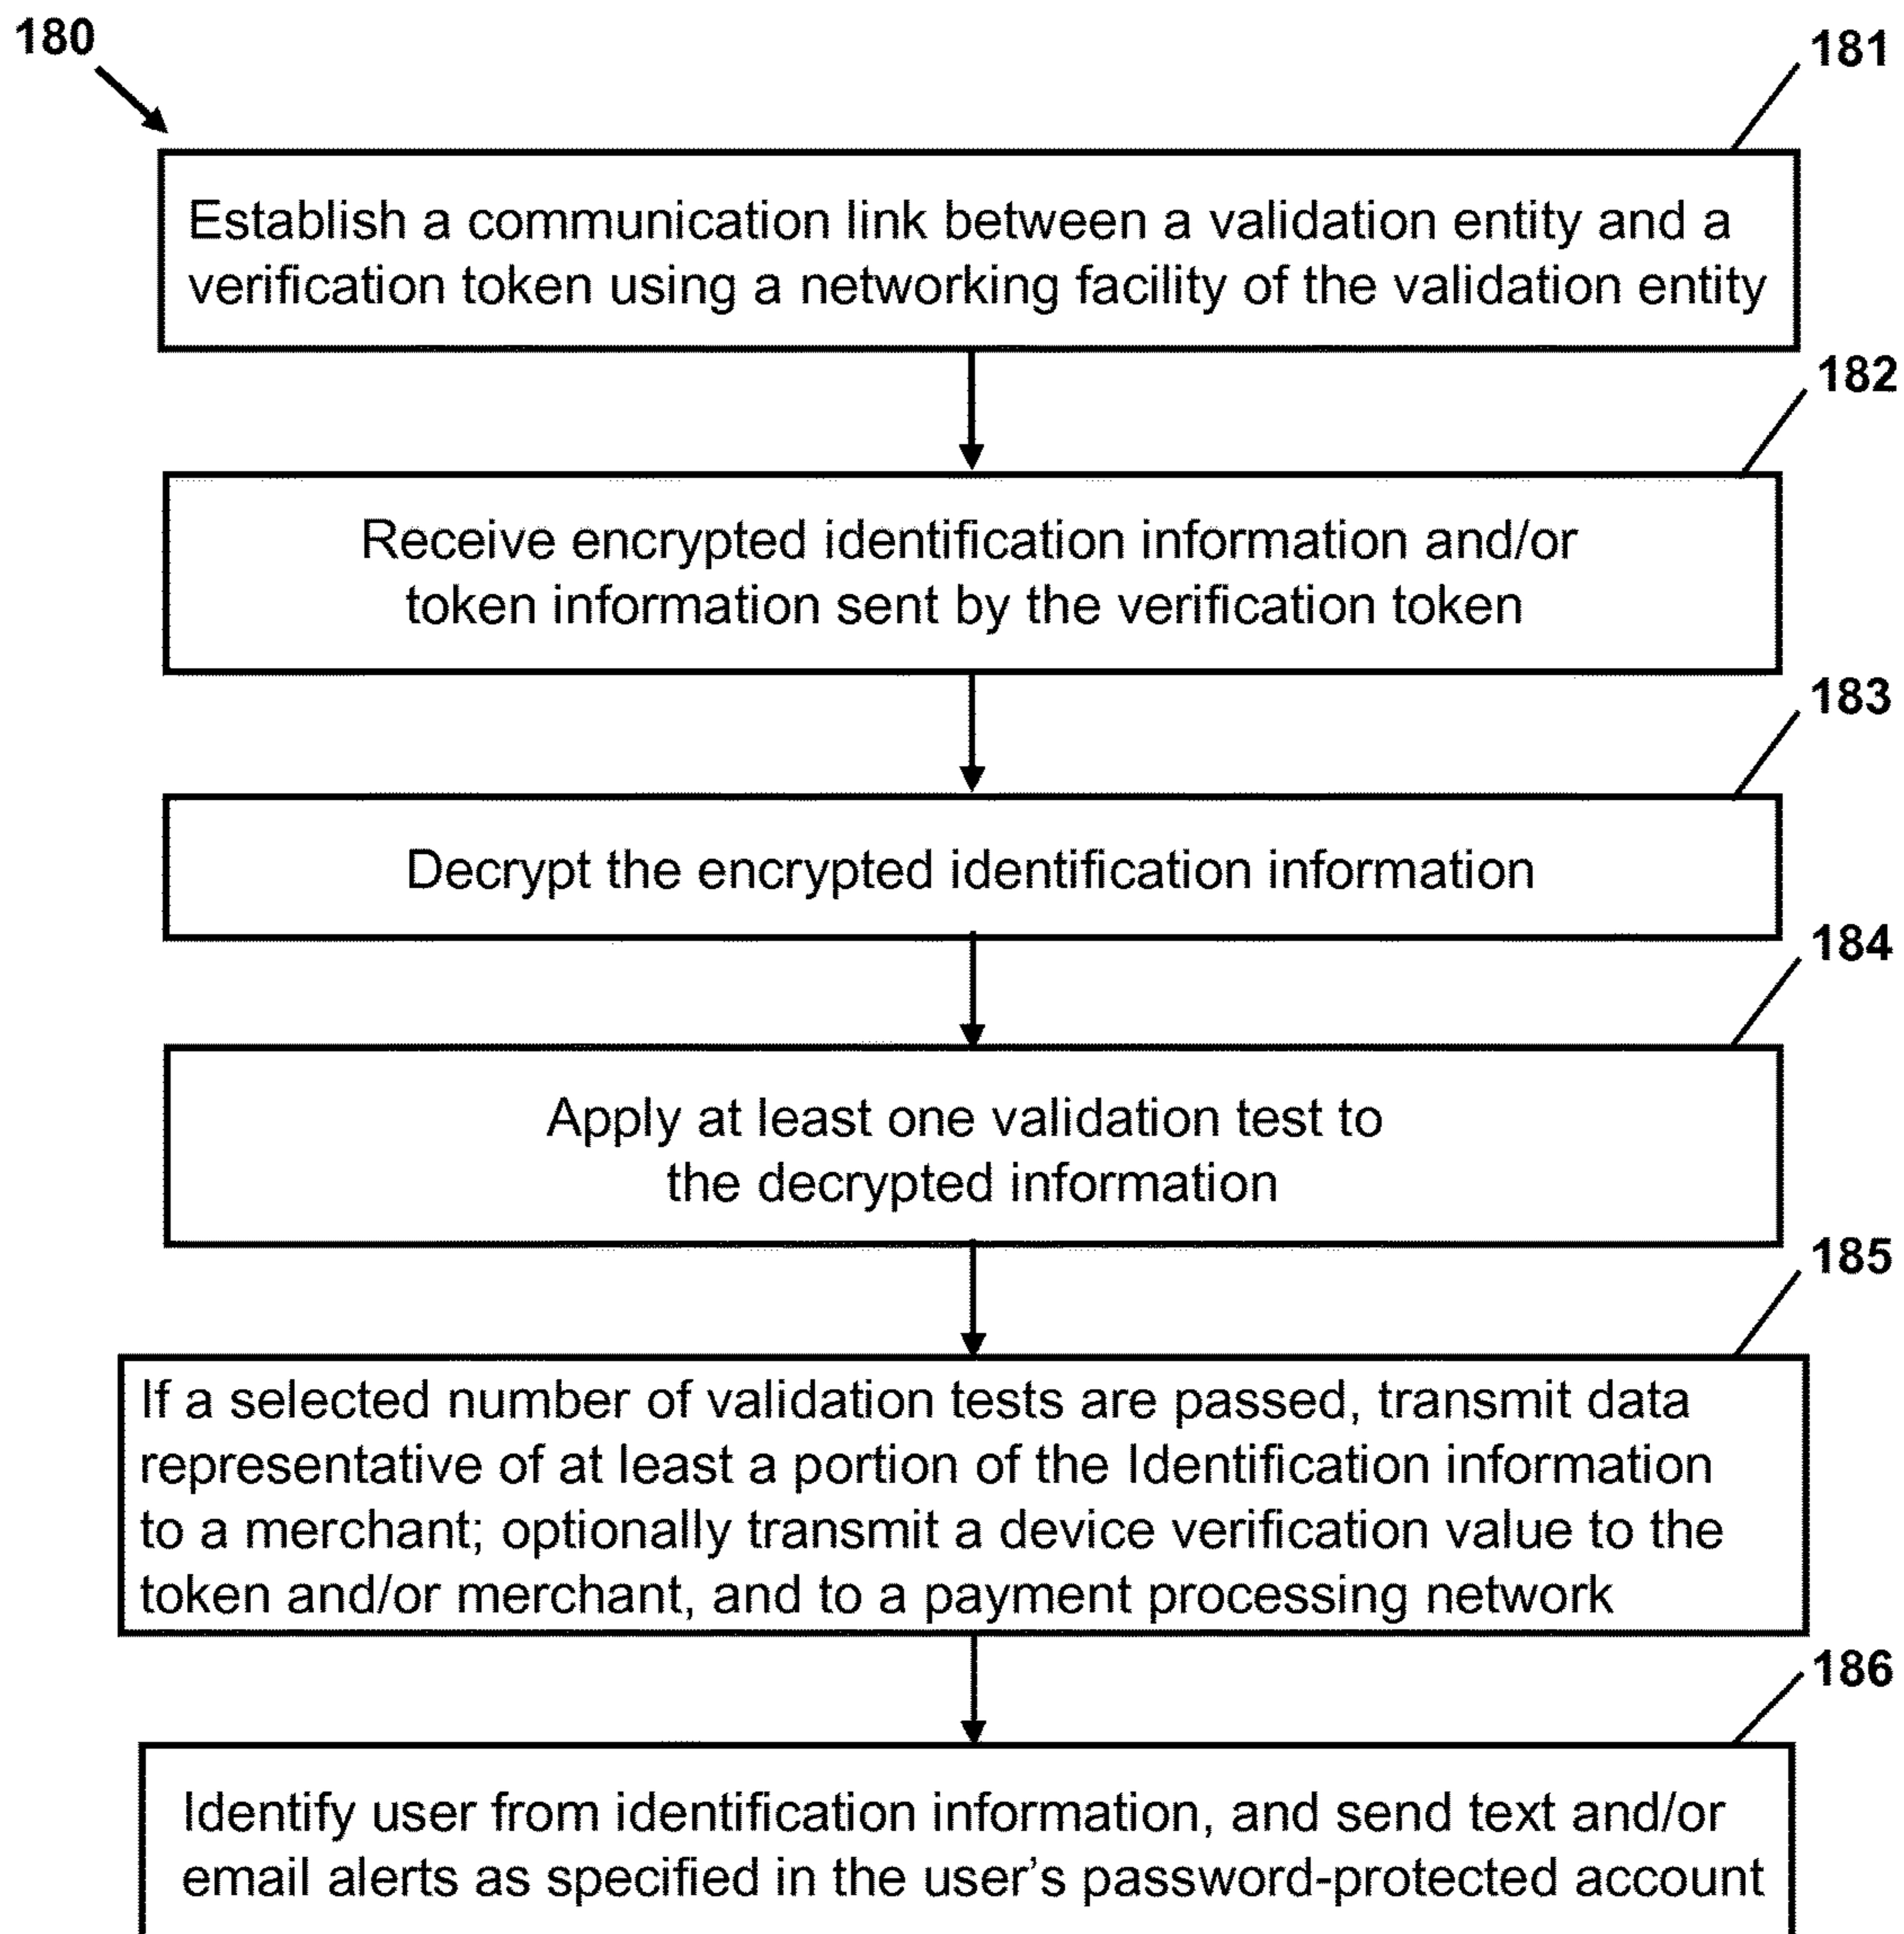 180
181
Establish a communication link between a validation entity and a
verification token using a networking facility of the validation entity
182
Receive encrypted identification information and/or
token information sent by the verification token
183
Decrypt the encrypted identification information
184
Apply at least one validation test to
the decrypted information
185
If a selected number of validation tests are passed, transmit data
representative of at least a portion of the Identification information
to a merchant; optionally transmit a device verification value to the
token and/or merchant, and to a payment processing network
186
Identify user from identification information, and send text and/or
email alerts as specified in the user's password-protected account